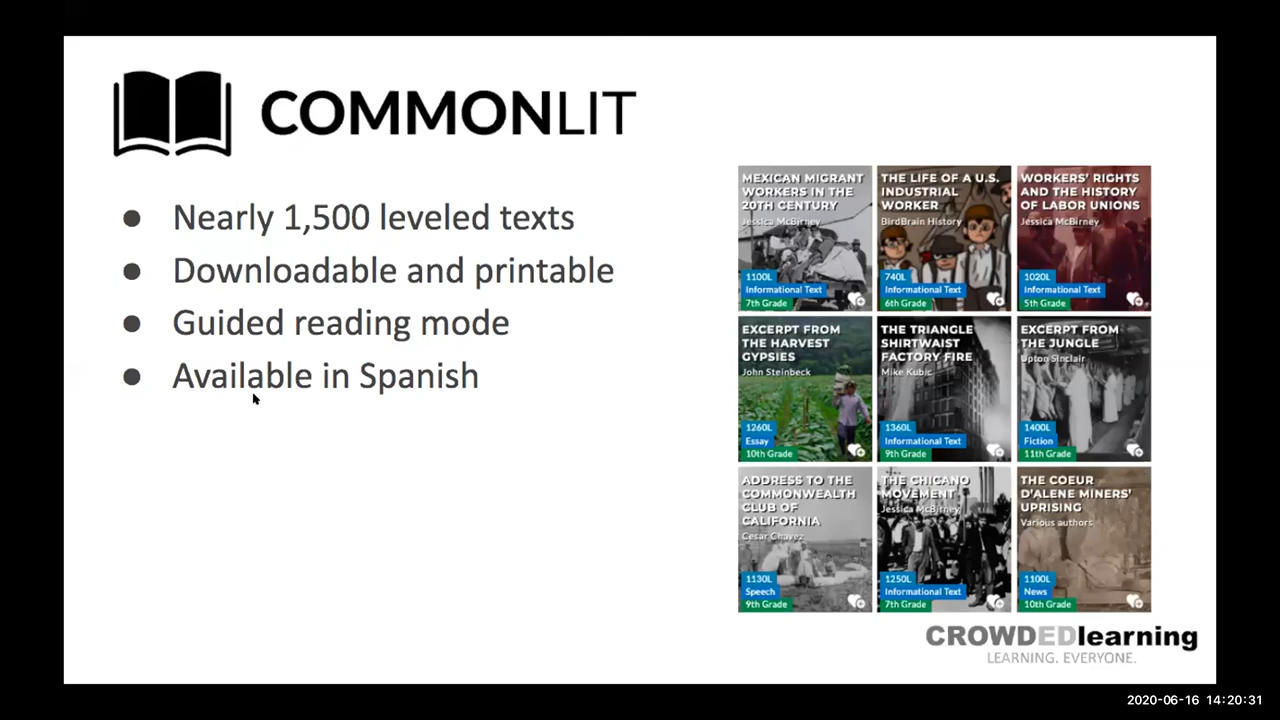 COMMONLIT
● Nearly 1,500 leveled texts
● Downloadable and printable
● Guided reading mode
● Available in Spanish
MEXICAN MIGRANT
WORKERS IN THE
20TH CENTURY
Jessica McBirney
1100L
Informational Text
7th Grade
THE LIFE OF A U.S.
INDUSTRIAL
WORKER
BirdBrain History
740L
Informational Text
6th Grade
WORKERS' RIGHTS
AND THE HISTORY
OF LABOR UNIONS
Jessica McBirney
1020L
Informational Text
5th Grade
EXCERPT FROM
THE HARVEST
GYPSIES
John Steinbeck
1260L
Essay
10th Grade
THE TRIANGLE
SHIRTWAIST
FACTORY FIRE
Mike Kubic
1360L
Informational Text
9th Grade
EXCERPT FROM
THE JUNGLE
Upton Sinclair
1400L
Fiction
11th Grade
ADDRESS TO THE
COMMONWEALTH
CLUB OF
CALIFORNIA
Cesar Chavez
1130L
Speech
9th Grade
THE CHICANO
MOVEMENT
Jessica McBirney
1250L
Informational Text
7th Grade
THE COEUR
D'ALENE MINERS'
UPRISING
Various authors
1100L
News
10th Grade
CROWDEDlearning
LEARNING. EVERYONE.
2020-06-16 14:20:31